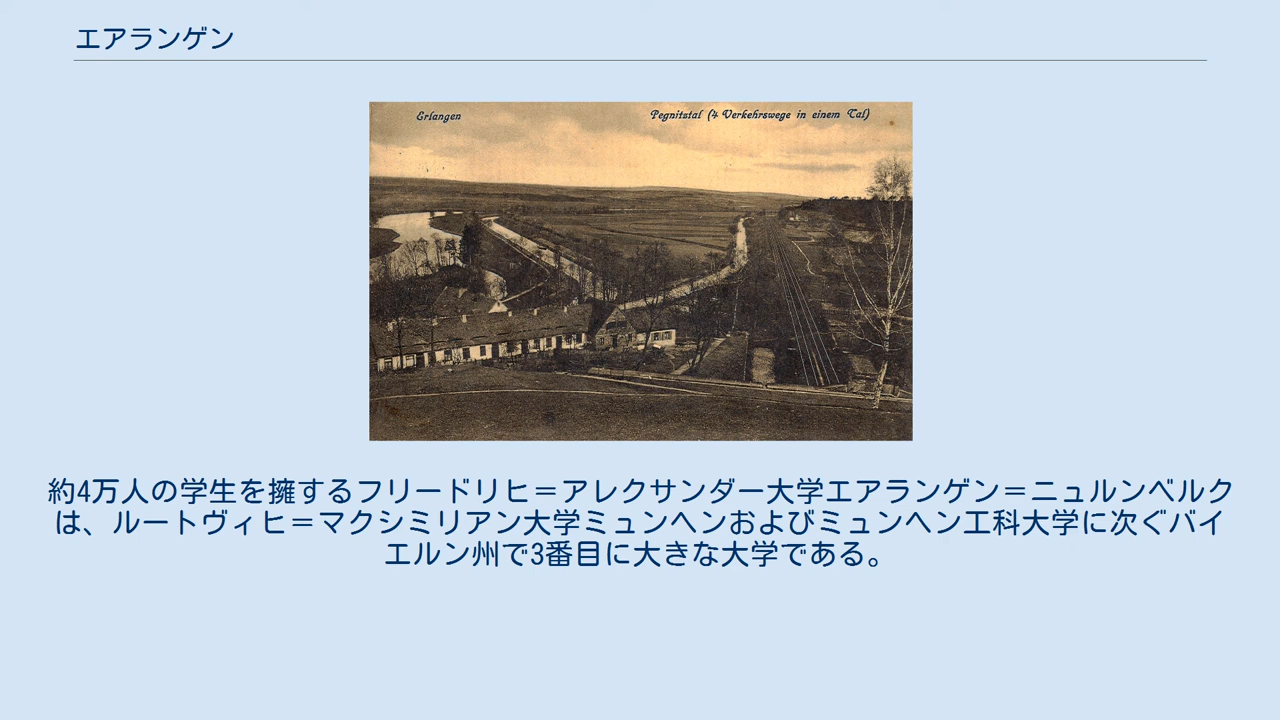 エアランゲン
Erlangen
Pegnitztal (4 Verkehrswege in einem Tal)
約4万人の学生を擁するフリードリヒ＝アレクサンダー大学エアランゲン＝ニュルンベルク
は、ルートヴィヒ＝マクシミリアン大学ミュンヘンおよびミュンヘン工科大学に次ぐバイ
エルン州で3番目に大きな大学である。